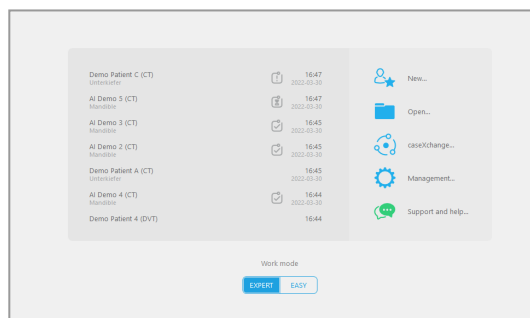 Demo Patient C (CT) 16:47
Unterkiefer 2022-03-30
AI Demo 5 (CT) 16:47
Mandible 2022-03-30
AI Demo 3 (CT) 16:45
Mandible 2022-03-30
AI Demo 2 (CT) 16:45
Mandible 2022-03-30
Demo Patient A (CT) 16:45
Unterkiefer 2022-03-30
AI Demo 4 (CT) 16:44
Mandible 2022-03-30
Demo Patient 4 (DVT) 16:44
New...
Open...
caseXchange...
Management...
Support and help...
Work mode
EXPERT EASY